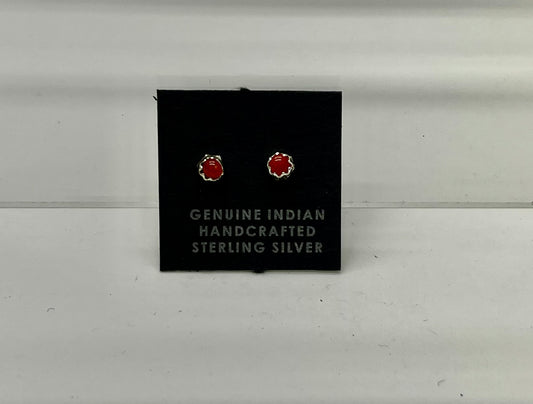 GENUINE INDIAN
HANDCRAFTED
STERLING SILVER